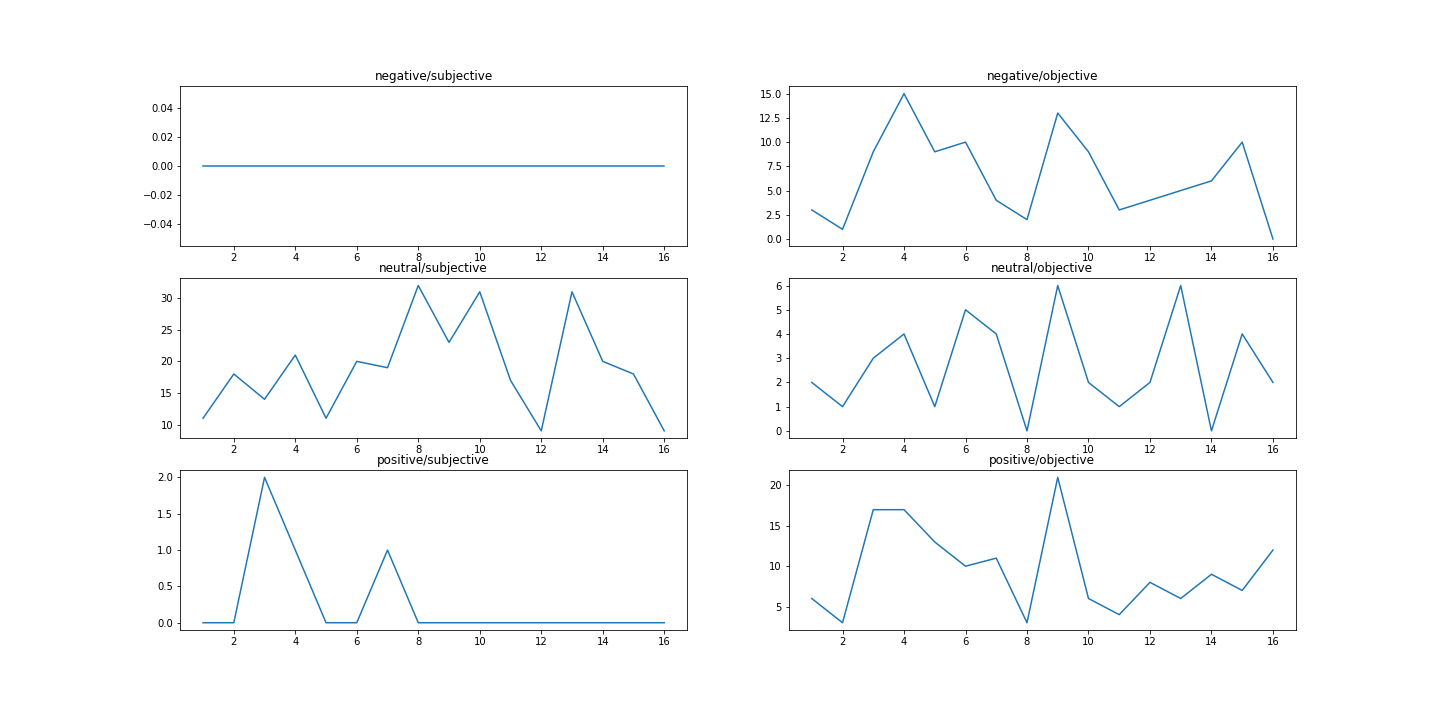 negative/subjective
0.04
0.02
0.00
−0.02
−0.04
2 4 6 8 10 12 14 16
negative/objective
15.0
12.5
10.0
7.5
5.0
2.5
0.0
2 4 6 8 10 12 14 16
neutral/subjective
30
25
20
15
10
2 4 6 8 10 12 14 16
neutral/objective
6
5
4
3
2
1
0
2 4 6 8 10 12 14 16
positive/subjective
2.0
1.5
1.0
0.5
0.0
2 4 6 8 10 12 14 16
positive/objective
20
15
10
5
2 4 6 8 10 12 14 16